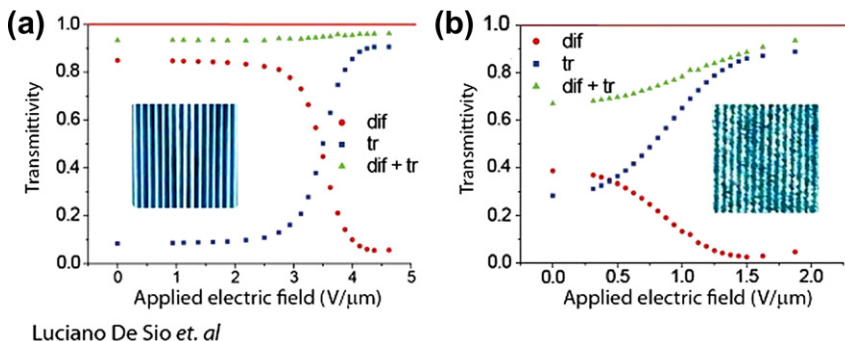 (a)
1.0
0.8
0.6
0.4
0.2
0.0
Transmittivity
dif
tr
dif + tr
0 1 2 3 4 5
Applied electric field (V/μm)
(b)
1.0
0.8
0.6
0.4
0.2
0.0
Transmittivity
dif
tr
dif + tr
0.0 0.5 1.0 1.5 2.0
Applied electric field (V/μm)
Luciano De Sio et. al